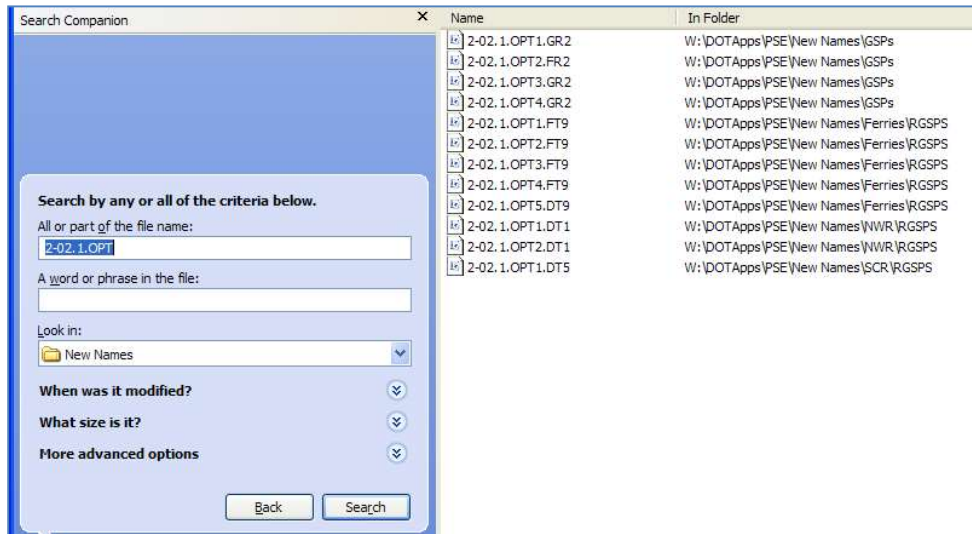 Search Companion
Search by any or all of the criteria below.
All or part of the file name:
2-02.1.OPT
A word or phrase in the file:
Look in:
New Names
When was it modified?
What size is it?
More advanced options
Back Search
Name In Folder
2-02.1.OPT1.GR2 W:\DOTApps\PSE\New Names\GSPs
2-02.1.OPT2.FR2 W:\DOTApps\PSE\New Names\GSPs
2-02.1.OPT3.GR2 W:\DOTApps\PSE\New Names\GSPs
2-02.1.OPT4.GR2 W:\DOTApps\PSE\New Names\GSPs
2-02.1.OPT1.FT9 W:\DOTApps\PSE\New Names\Ferries\RGSPS
2-02.1.OPT2.FT9 W:\DOTApps\PSE\New Names\Ferries\RGSPS
2-02.1.OPT3.FT9 W:\DOTApps\PSE\New Names\Ferries\RGSPS
2-02.1.OPT4.FT9 W:\DOTApps\PSE\New Names\Ferries\RGSPS
2-02.1.OPT5.DT9 W:\DOTApps\PSE\New Names\Ferries\RGSPS
2-02.1.OPT1.DT1 W:\DOTApps\PSE\New Names\NWR\RGSPS
2-02.1.OPT2.DT1 W:\DOTApps\PSE\New Names\NWR\RGSPS
2-02.1.OPT1.DT5 W:\DOTApps\PSE\New Names\SCR\RGSPS